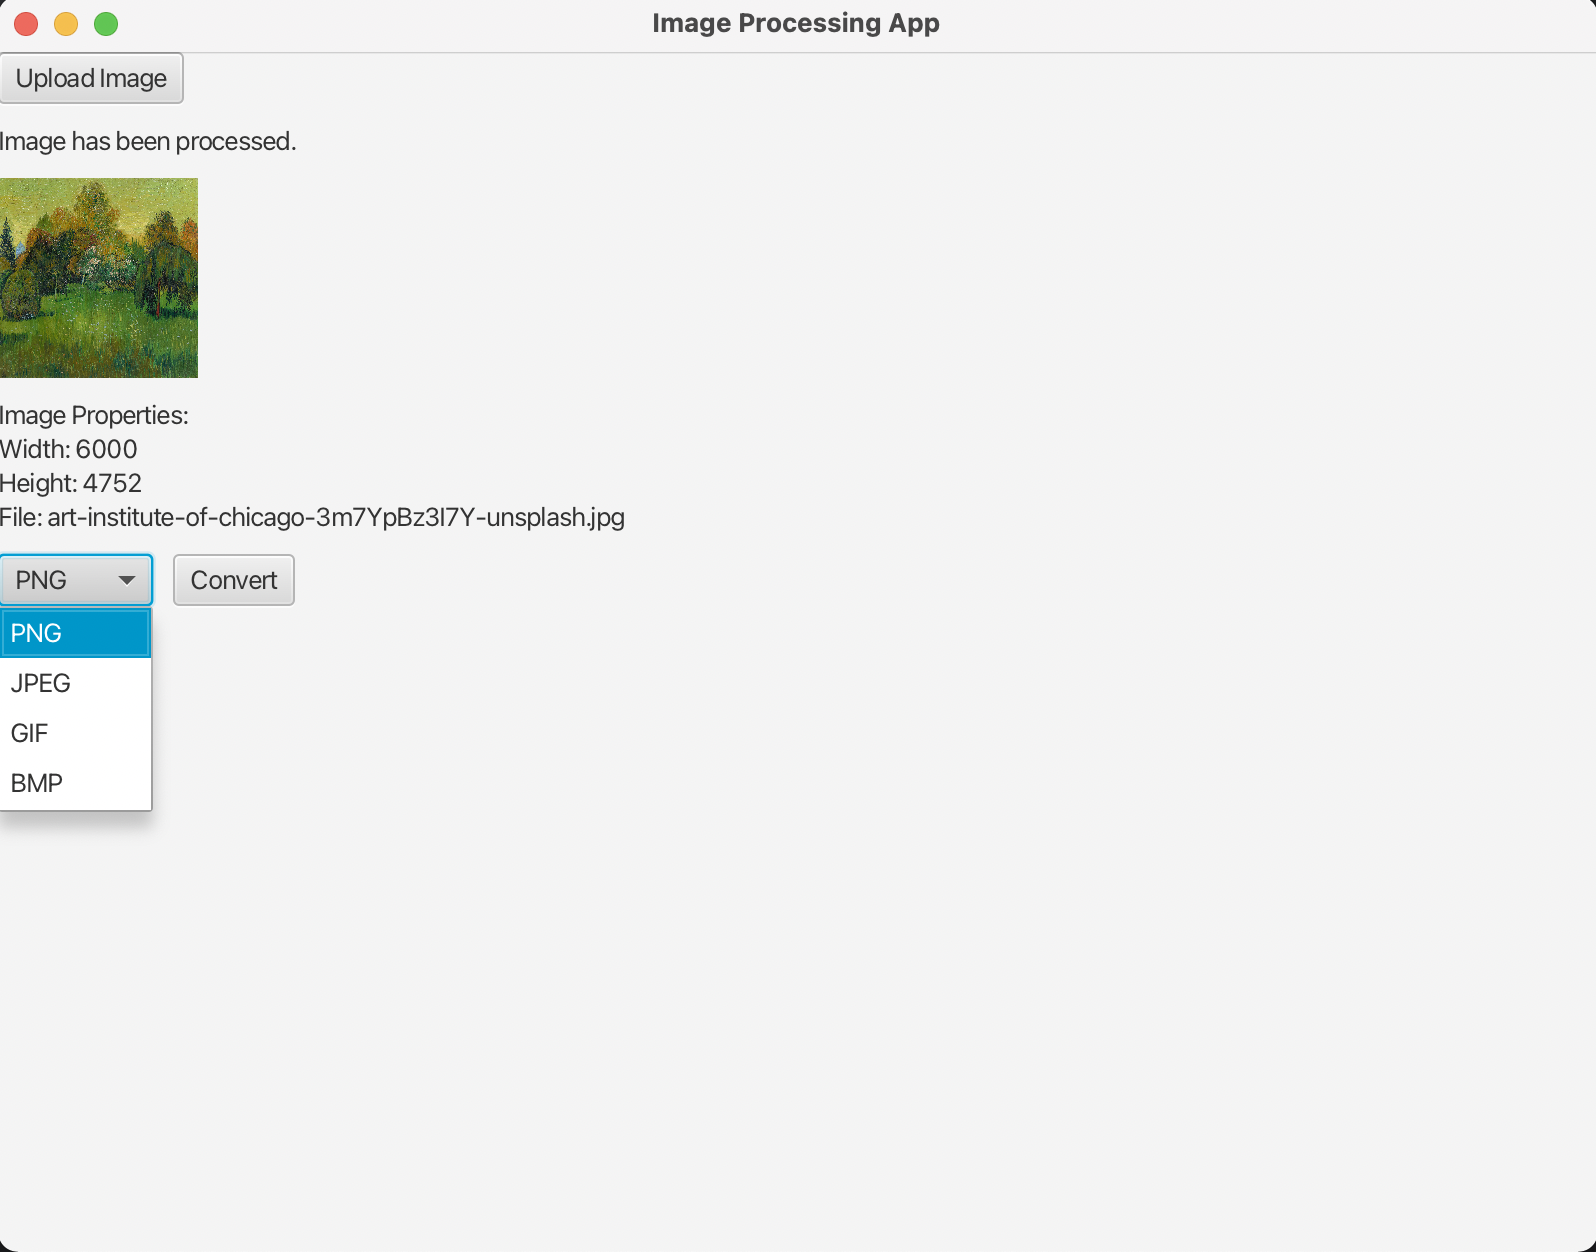 Image Processing App
Upload Image
Image has been processed.
Image Properties:
Width: 6000
Height: 4752
File: art-institute-of-chicago-3m7YpBz3I7Y-unsplash.jpg
PNG Convert
PNG
JPEG
GIF
BMP